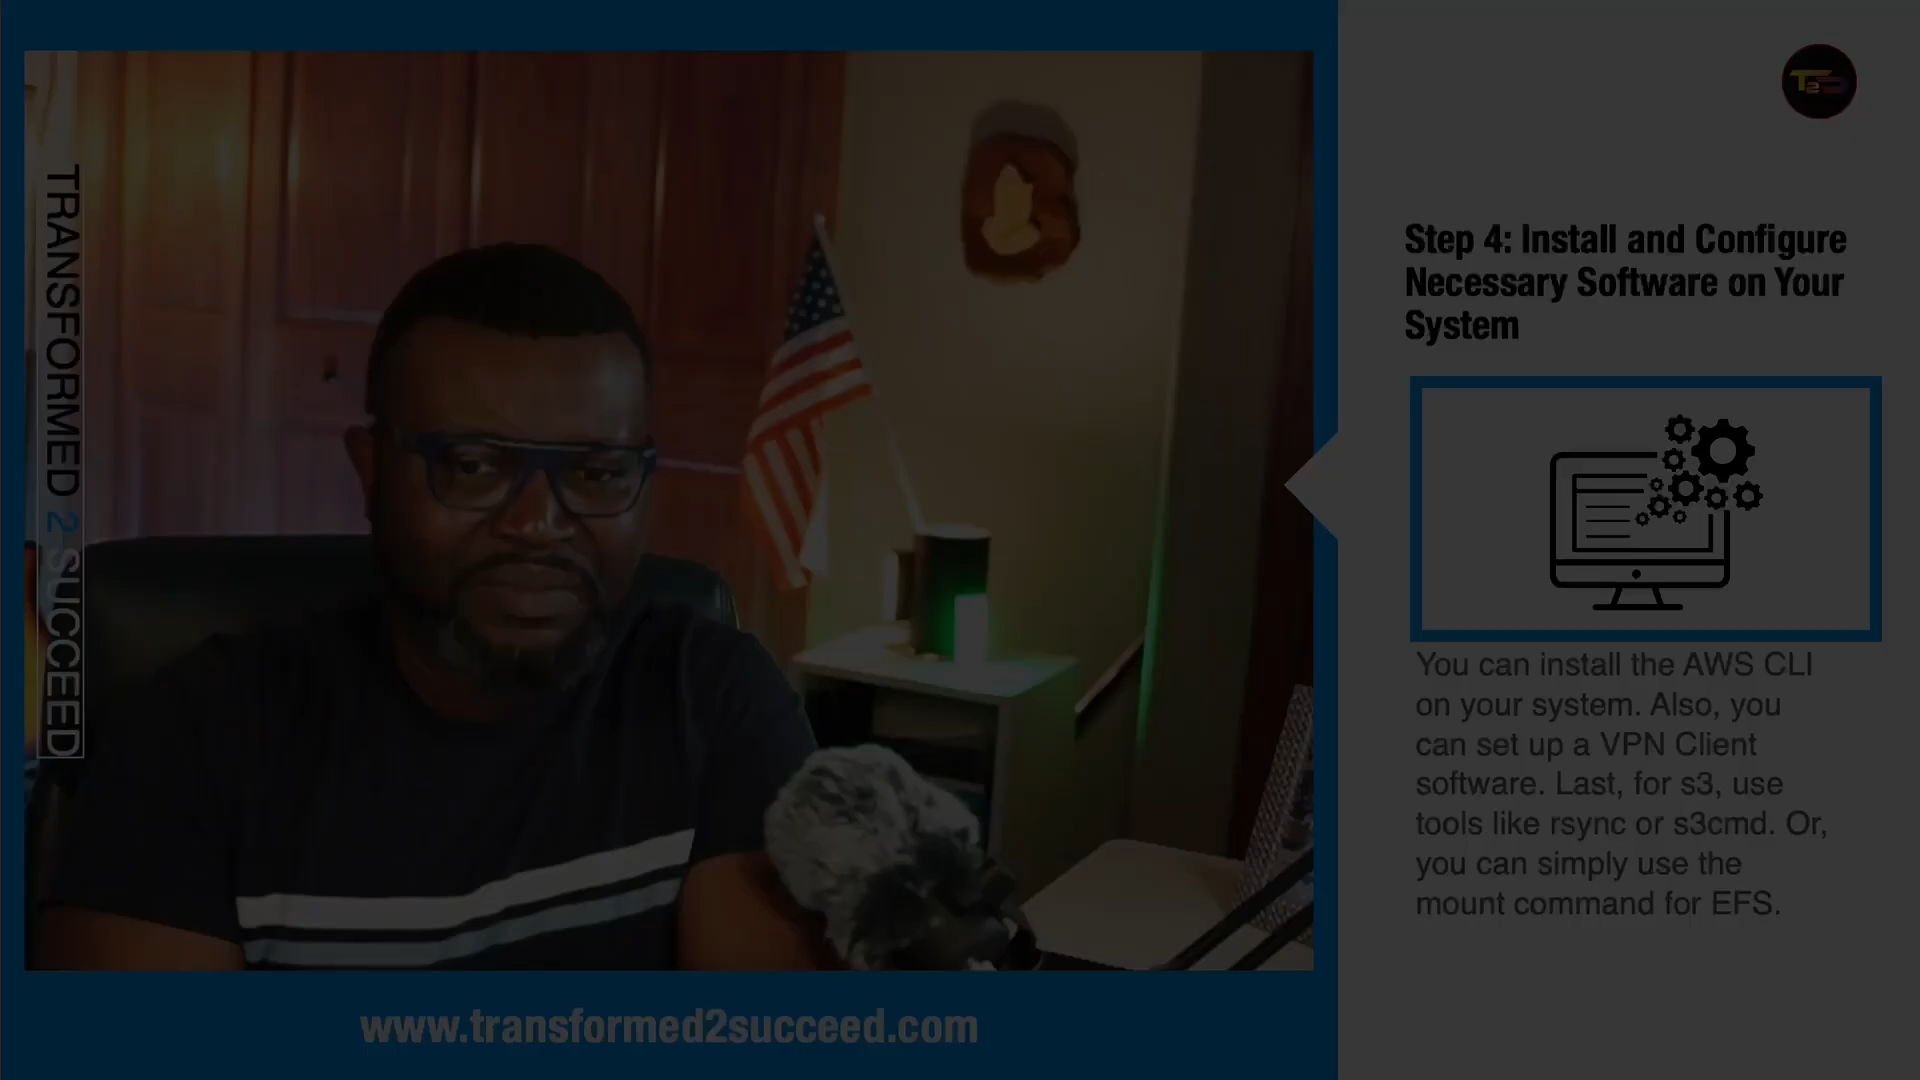 TRANSFORMED 2 SUCCEED
T2S
Step 4: Install and Configure
Necessary Software on Your
System
You can install the AWS CLI
on your system. Also, you
can set up a VPN Client
software. Last, for s3, use
tools like rsync or s3cmd. Or,
you can simply use the
mount command for EFS.
www.transformed2succeed.com